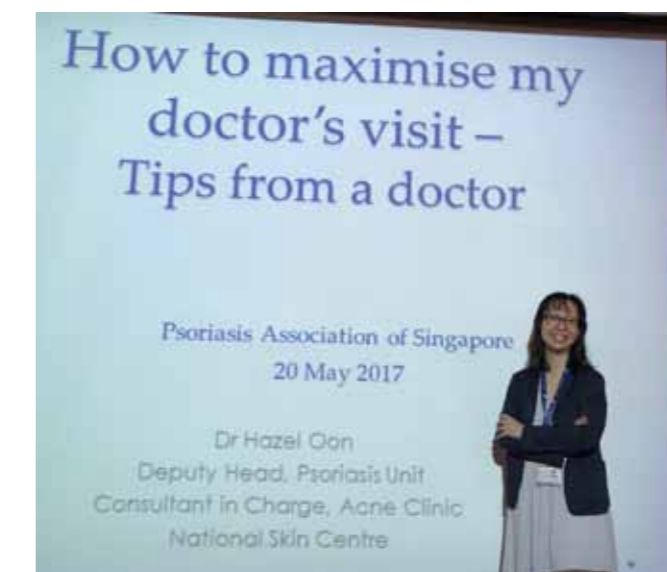 How to maximise my
doctor's visit –
Tips from a doctor
Psoriasis Association of Singapore
20 May 2017
Dr Hazel Oon
Deputy Head, Psoriasis Unit
Consultant in Charge, Acne Clinic
National Skin Centre